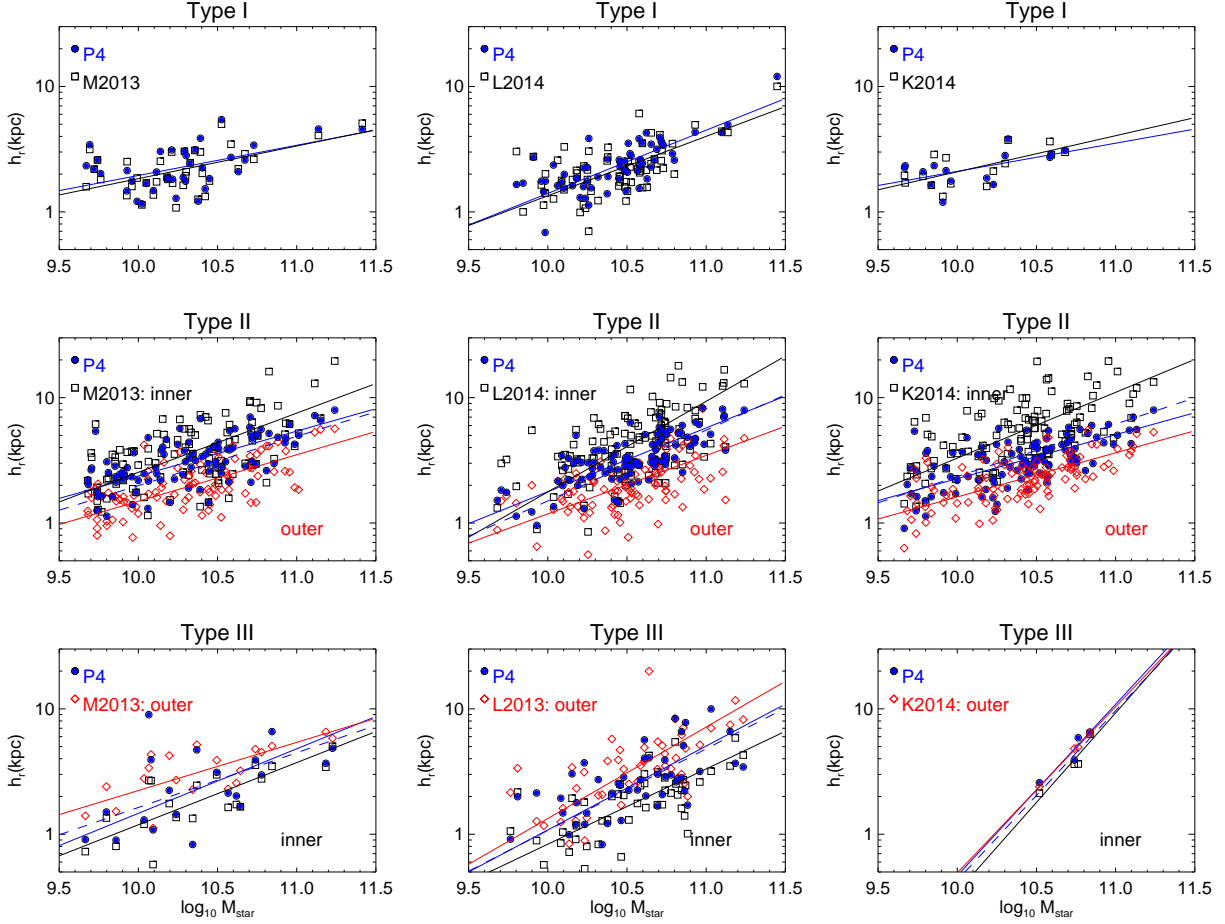 Type I
Type I
Type I
P4
M2013
P4
L2014
P4
K2014
h_r(kpc)
10
1
h_r(kpc)
10
1
h_r(kpc)
10
1
9.5 10.0 10.5 11.0 11.5
9.5 10.0 10.5 11.0 11.5
9.5 10.0 10.5 11.0 11.5
Type II
Type II
Type II
P4
M2013: inner
P4
L2014: inner
P4
K2014: inner
h_r(kpc)
10
1
h_r(kpc)
10
1
h_r(kpc)
10
1
outer
outer
outer
9.5 10.0 10.5 11.0 11.5
9.5 10.0 10.5 11.0 11.5
9.5 10.0 10.5 11.0 11.5
Type III
Type III
Type III
P4
M2013: outer
P4
L2013: outer
P4
K2014: outer
h_r(kpc)
10
1
h_r(kpc)
10
1
h_r(kpc)
10
1
inner
inner
inner
9.5 10.0 10.5 11.0 11.5
9.5 10.0 10.5 11.0 11.5
9.5 10.0 10.5 11.0 11.5
log10 Mstar
log10 Mstar
log10 Mstar